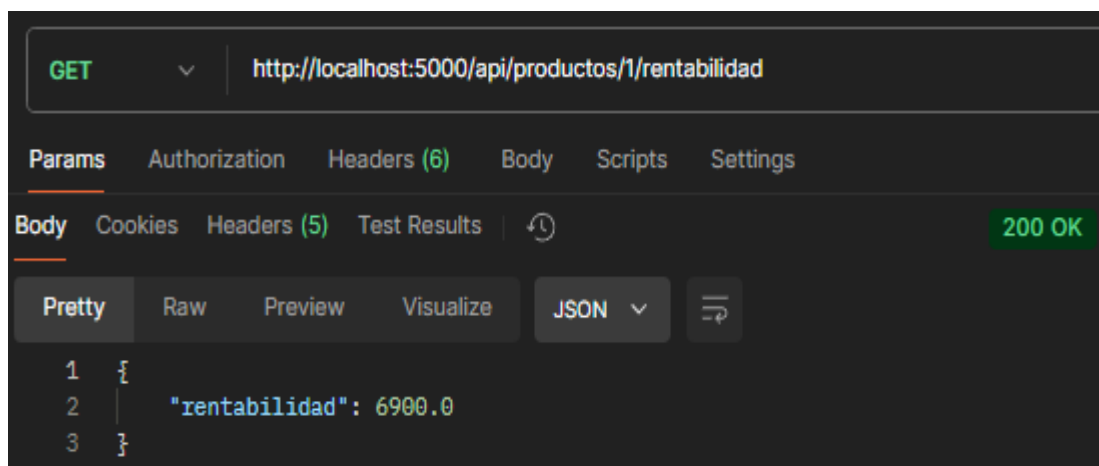 GET http://localhost:5000/api/productos/1/rentabilidad
Params Authorization Headers (6) Body Scripts Settings
Body Cookies Headers (5) Test Results 200 OK
Pretty Raw Preview Visualize JSON
1 {
2 "rentabilidad": 6900.0
3 }